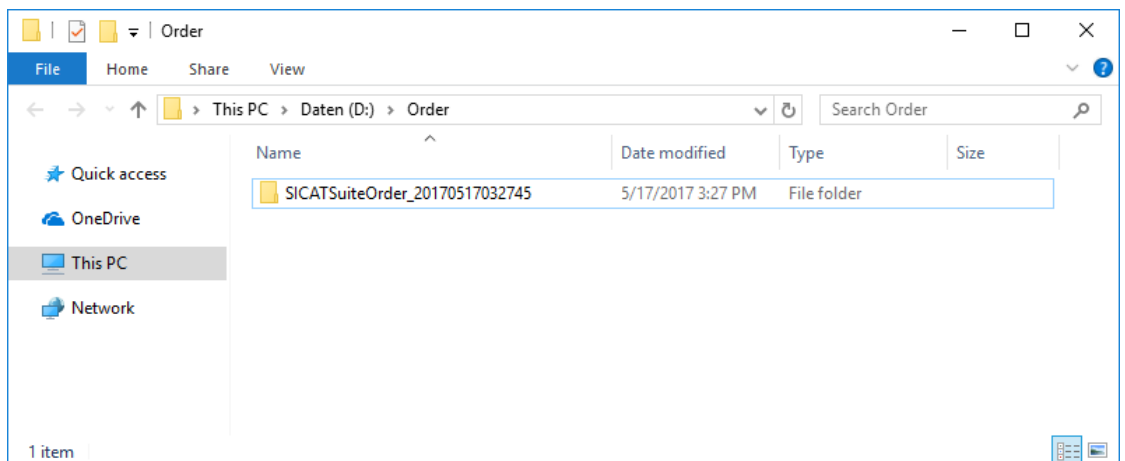 Order
File Home Share View
This PC > Daten (D:) > Order Search Order
Name Date modified Type Size
Quick access
SICATSuiteOrder_20170517032745 5/17/2017 3:27 PM File folder
OneDrive
This PC
Network
1 item